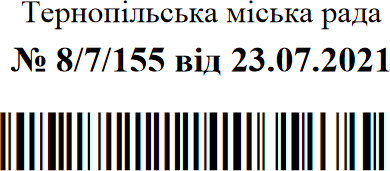 Тернопільська міська рада
№ 8/7/155 від 23.07.2021